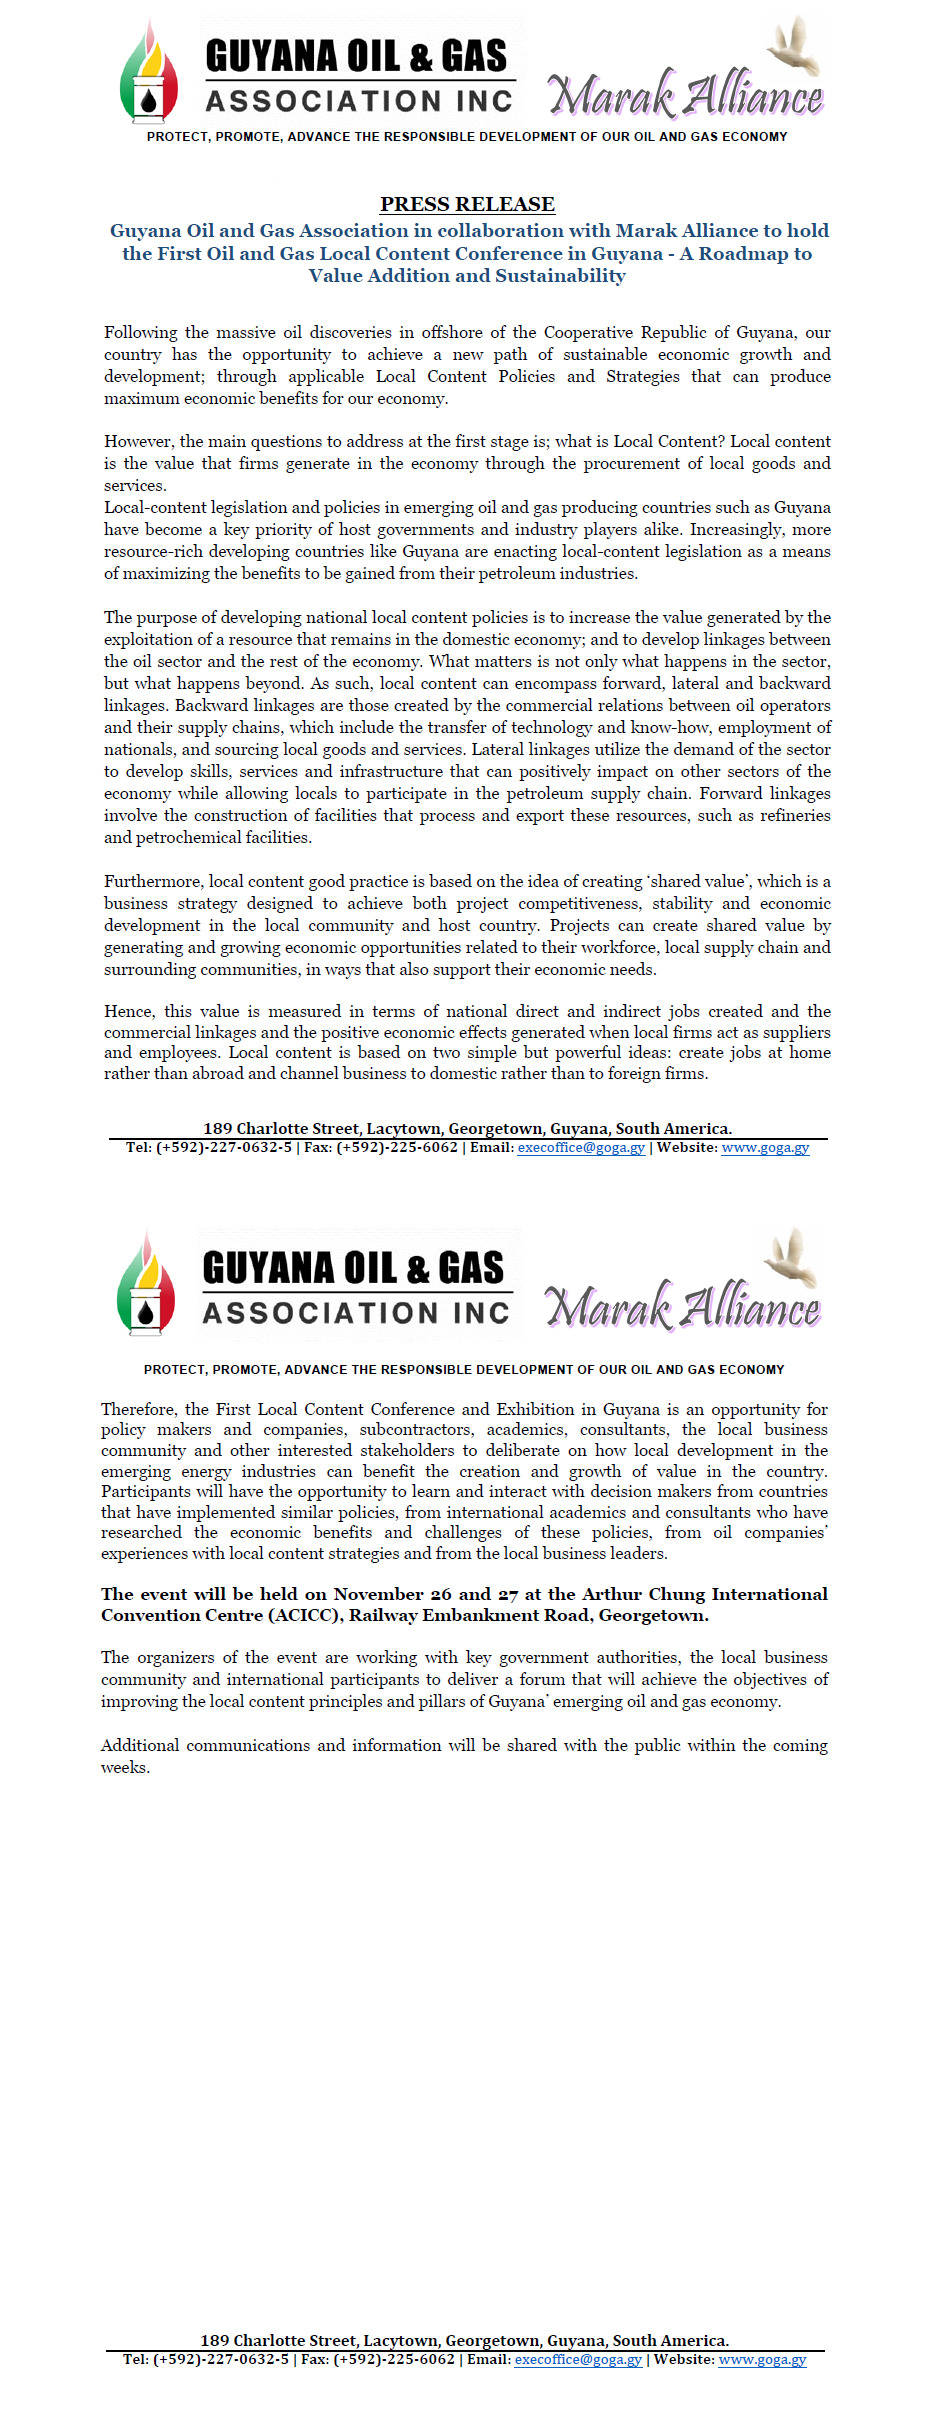 GUYANA OIL & GAS
ASSOCIATION INC
Marak Alliance
PROTECT, PROMOTE, ADVANCE THE RESPONSIBLE DEVELOPMENT OF OUR OIL AND GAS ECONOMY
PRESS RELEASE
Guyana Oil and Gas Association in collaboration with Marak Alliance to hold
the First Oil and Gas Local Content Conference in Guyana - A Roadmap to
Value Addition and Sustainability
Following the massive oil discoveries in offshore of the Cooperative Republic of Guyana, our
country has the opportunity to achieve a new path of sustainable economic growth and
development; through applicable Local Content Policies and Strategies that can produce
maximum economic benefits for our economy.
However, the main questions to address at the first stage is; what is Local Content? Local content
is the value that firms generate in the economy through the procurement of local goods and
services.
Local-content legislation and policies in emerging oil and gas producing countries such as Guyana
have become a key priority of host governments and industry players alike. Increasingly, more
resource-rich developing countries like Guyana are enacting local-content legislation as a means
of maximizing the benefits to be gained from their petroleum industries.
The purpose of developing national local content policies is to increase the value generated by the
exploitation of a resource that remains in the domestic economy; and to develop linkages between
the oil sector and the rest of the economy. What matters is not only what happens in the sector,
but what happens beyond. As such, local content can encompass forward, lateral and backward
linkages. Backward linkages are those created by the commercial relations between oil operators
and their supply chains, which include the transfer of technology and know-how, employment of
nationals, and sourcing local goods and services. Lateral linkages utilize the demand of the sector
to develop skills, services and infrastructure that can positively impact on other sectors of the
economy while allowing locals to participate in the petroleum supply chain. Forward linkages
involve the construction of facilities that process and export these resources, such as refineries
and petrochemical facilities.
Furthermore, local content good practice is based on the idea of creating ‘shared value’, which is a
business strategy designed to achieve both project competitiveness, stability and economic
development in the local community and host country. Projects can create shared value by
generating and growing economic opportunities related to their workforce, local supply chain and
surrounding communities, in ways that also support their economic needs.
Hence, this value is measured in terms of national direct and indirect jobs created and the
commercial linkages and the positive economic effects generated when local firms act as suppliers
and employees. Local content is based on two simple but powerful ideas: create jobs at home
rather than abroad and channel business to domestic rather than to foreign firms.
189 Charlotte Street, Lacytown, Georgetown, Guyana, South America.
Tel: (+592)-227-0632-5 | Fax: (+592)-225-6062 | Email: execoffice@goga.gy | Website: www.goga.gy
GUYANA OIL & GAS
ASSOCIATION INC
Marak Alliance
PROTECT, PROMOTE, ADVANCE THE RESPONSIBLE DEVELOPMENT OF OUR OIL AND GAS ECONOMY
Therefore, the First Local Content Conference and Exhibition in Guyana is an opportunity for
policy makers and companies, subcontractors, academics, consultants, the local business
community and other interested stakeholders to deliberate on how local development in the
emerging energy industries can benefit the creation and growth of value in the country.
Participants will have the opportunity to learn and interact with decision makers from countries
that have implemented similar policies, from international academics and consultants who have
researched the economic benefits and challenges of these policies, from oil companies’
experiences with local content strategies and from the local business leaders.
The event will be held on November 26 and 27 at the Arthur Chung International
Convention Centre (ACICC), Railway Embankment Road, Georgetown.
The organizers of the event are working with key government authorities, the local business
community and international participants to deliver a forum that will achieve the objectives of
improving the local content principles and pillars of Guyana’ emerging oil and gas economy.
Additional communications and information will be shared with the public within the coming
weeks.
189 Charlotte Street, Lacytown, Georgetown, Guyana, South America.
Tel: (+592)-227-0632-5 | Fax: (+592)-225-6062 | Email: execoffice@goga.gy | Website: www.goga.gy